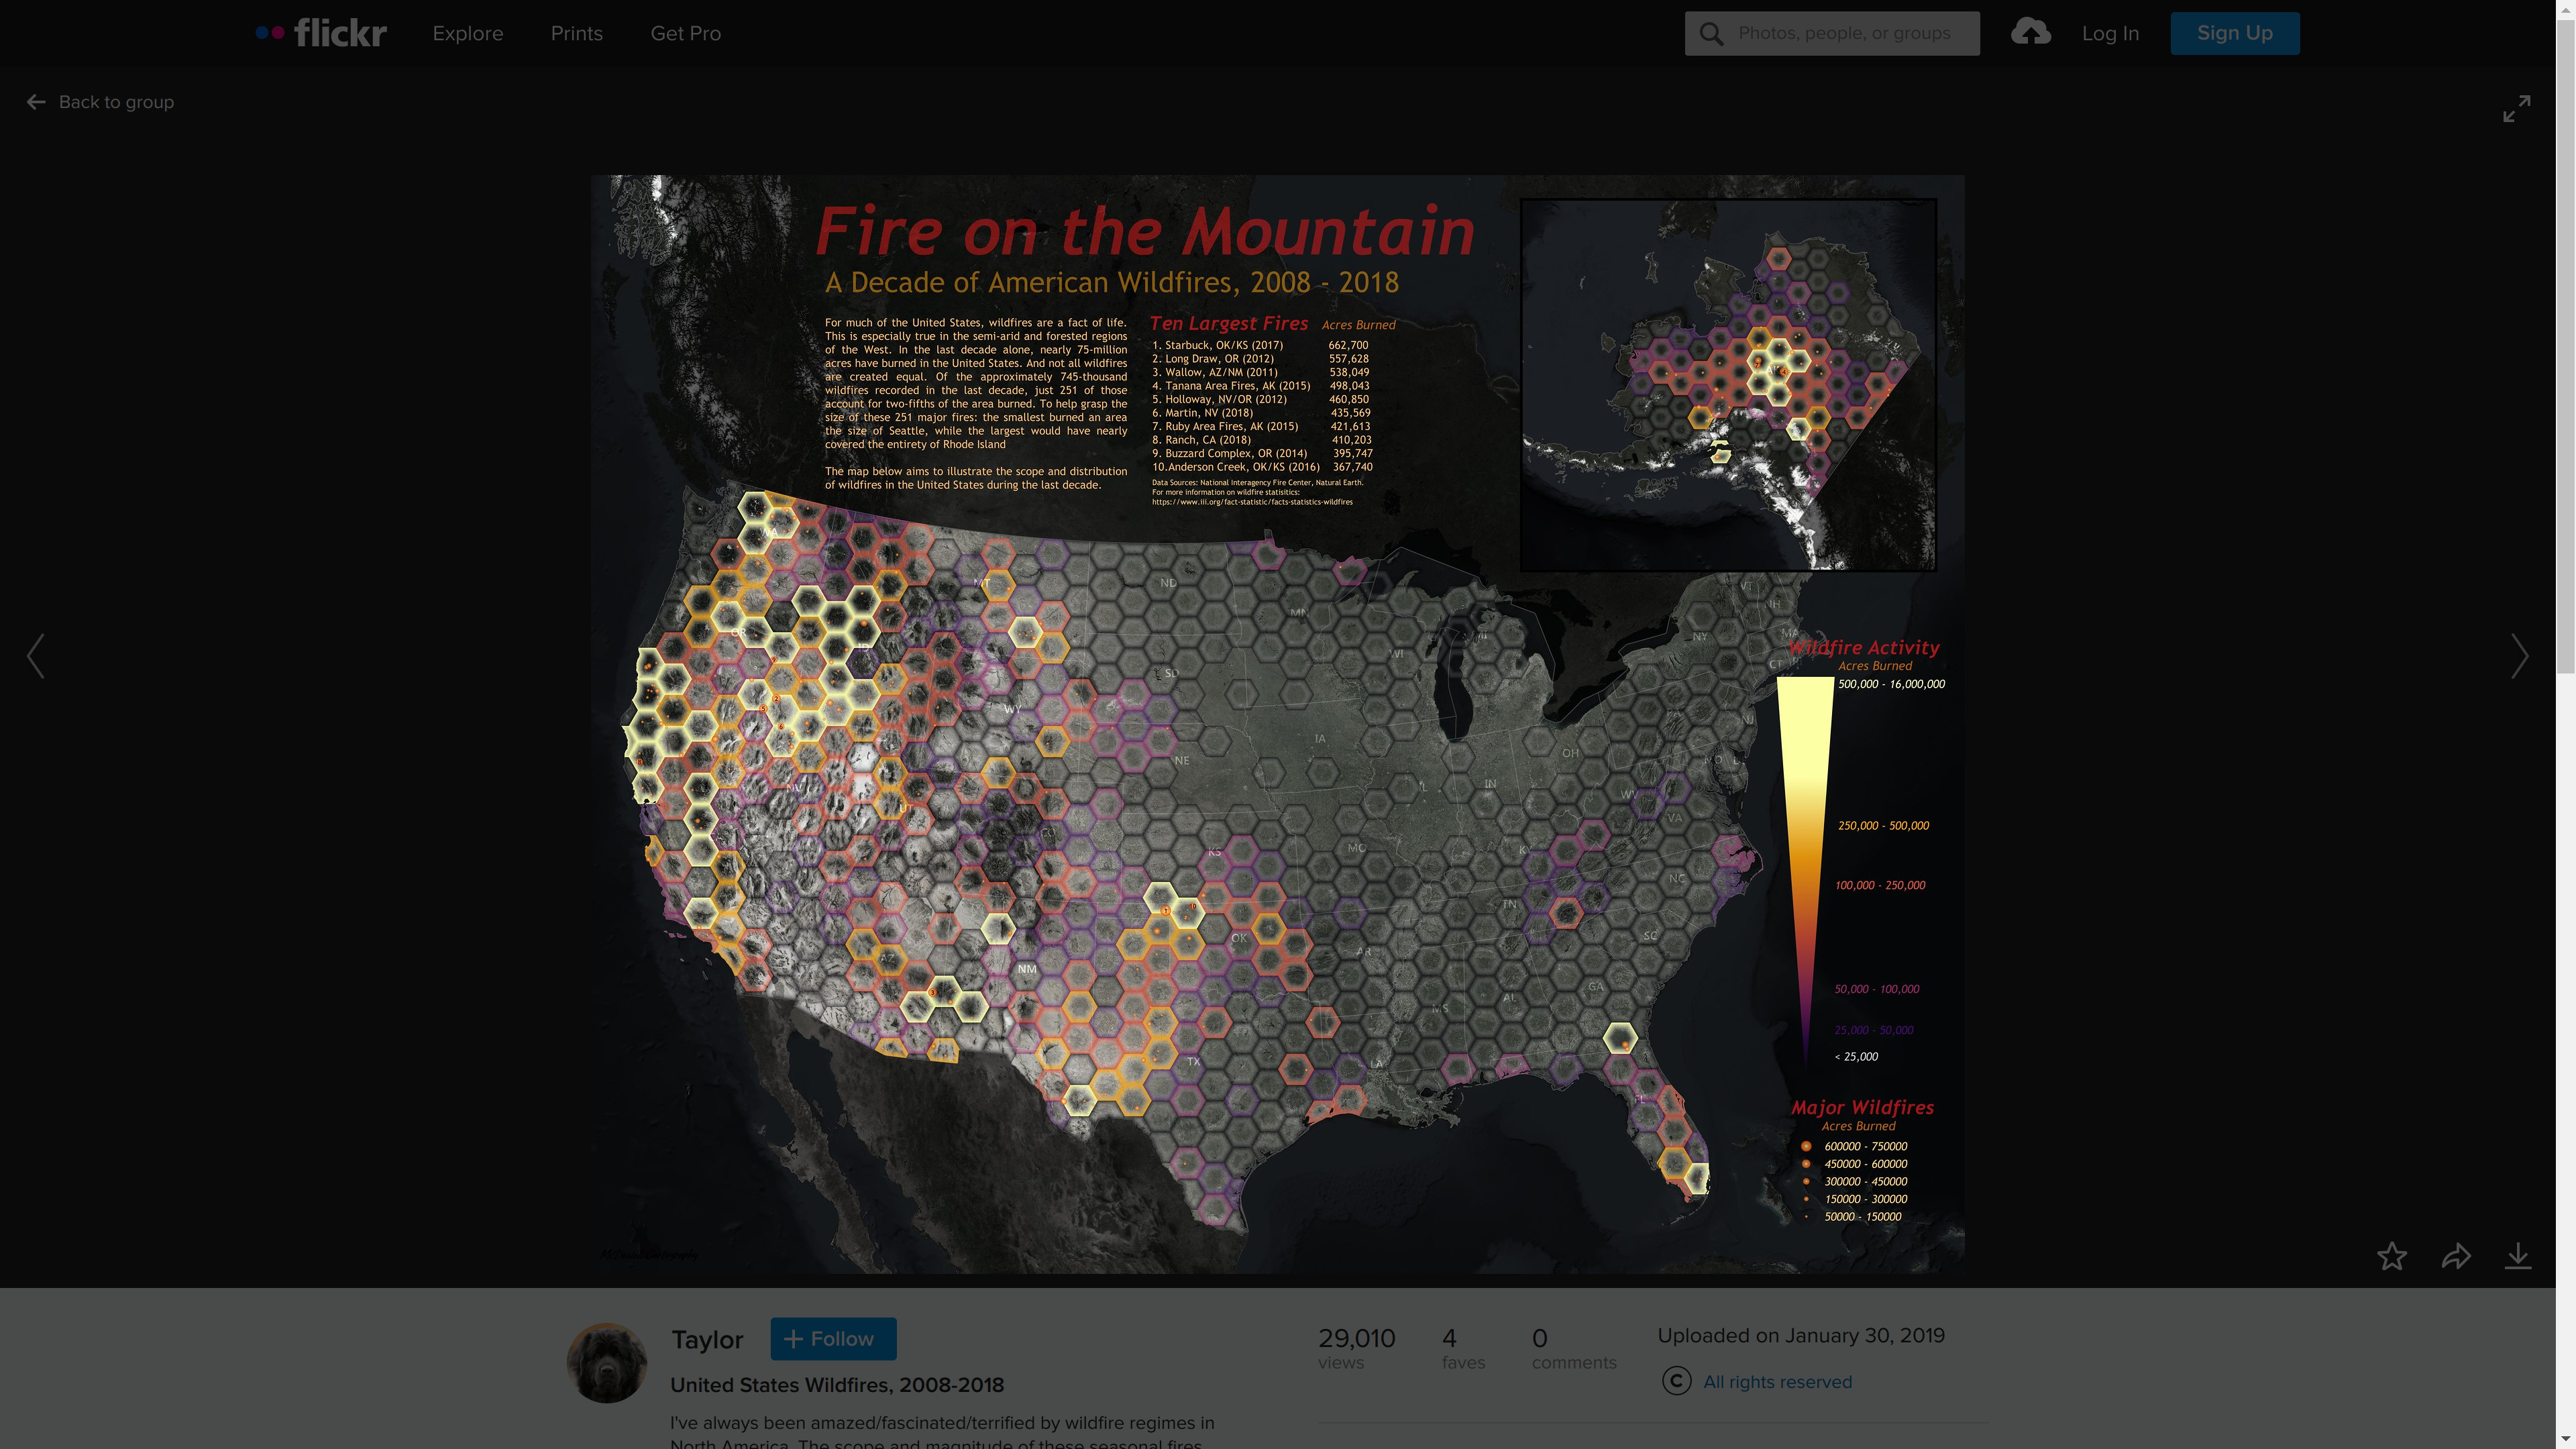 flickr
Explore
Prints
Get Pro
Photos, people, or groups
Log In
Sign Up
Back to group
Fire on the Mountain
A Decade of American Wildfires, 2008 - 2018
For much of the United States, wildfires are a fact of life.
This is especially true in the semi-arid and forested regions
of the West. In the last decade alone, nearly 75-million
acres have burned in the United States. And not all wildfires
are created equal. Of the approximately 745-thousand
wildfires recorded in the last decade, just 251 of those
account for two-fifths of the area burned. To help grasp the
size of these 251 major fires: the smallest burned an area
the size of Seattle, while the largest would have nearly
covered the entirety of Rhode Island
The map below aims to illustrate the scope and distribution
of wildfires in the United States during the last decade.
Ten Largest Fires Acres Burned
1. Starbuck, OK/KS (2017) 662,700
2. Long Draw, OR (2012) 557,628
3. Wallow, AZ/NM (2011) 538,049
4. Tanana Area Fires, AK (2015) 498,043
5. Holloway, NV/OR (2012) 460,850
6. Martin, NV (2018) 435,569
7. Ruby Area Fires, AK (2015) 421,613
8. Ranch, CA (2018) 410,203
9. Buzzard Complex, OR (2014) 395,747
10.Anderson Creek, OK/KS (2016) 367,740
Data Sources: National Interagency Fire Center, Natural Earth.
For more information on wildfire statisitics:
https://www.iii.org/fact-statistic/facts-statistics-wildfires
WA
MT
ND
MN
OR
ID
SD
WI
MI
NY
VT
NH
MA
CT
WY
IA
NE
OH
NJ
NV
UT
IN
WV
VA
CO
KS
MO
NC
TN
OK
AR
SC
AZ
NM
MS
AL
GA
TX
LA
Wildfire Activity
Acres Burned
500,000 - 16,000,000
250,000 - 500,000
100,000 - 250,000
50,000 - 100,000
25,000 - 50,000
< 25,000
Major Wildfires
Acres Burned
600000 - 750000
450000 - 600000
300000 - 450000
150000 - 300000
50000 - 150000
Taylor
Follow
United States Wildfires, 2008-2018
I've always been amazed/fascinated/terrified by wildfire regimes in
North America. The scope and magnitude of these seasonal fires
29,010
views
4
faves
0
comments
Uploaded on January 30, 2019
All rights reserved